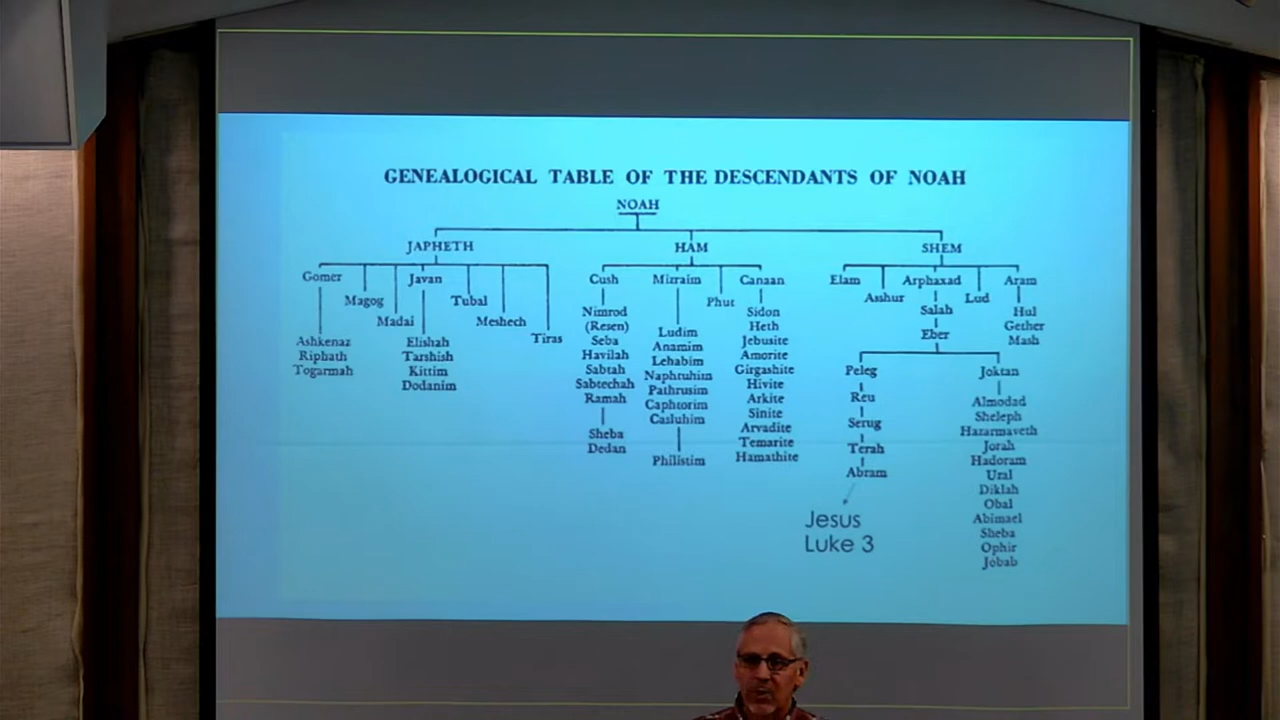 GENEALOGICAL TABLE OF THE DESCENDANTS OF NOAH
NOAH
JAPHETH
HAM
SHEM
Gomer
Javan
Magog
Tubal
Madai
Meshech
Tiras
Ashkenaz
Riphath
Togarmah
Elishah
Tarshish
Kittim
Dodanim
Cush
Mizraim
Canaan
Phut
Nimrod
(Resen)
Seba
Havilah
Sabtah
Sabtechah
Ramah
Sheba
Dedan
Ludim
Anamim
Lehabim
Naphtuhim
Pathrusim
Caphtorim
Casluhim
Philistim
Sidon
Heth
Jebusite
Amorite
Girgashite
Hivite
Arkite
Sinite
Arvadite
Temarite
Hamathite
Elam
Arphaxad
Aram
Asshur
Lud
Salah
Eber
Hul
Gether
Mash
Peleg
Joktan
Reu
Serug
Terah
Abram
Jesus
Luke 3
Almodad
Sheleph
Hazarmaveth
Jorah
Hadoram
Ural
Diklah
Obal
Abimael
Sheba
Ophir
Jobab